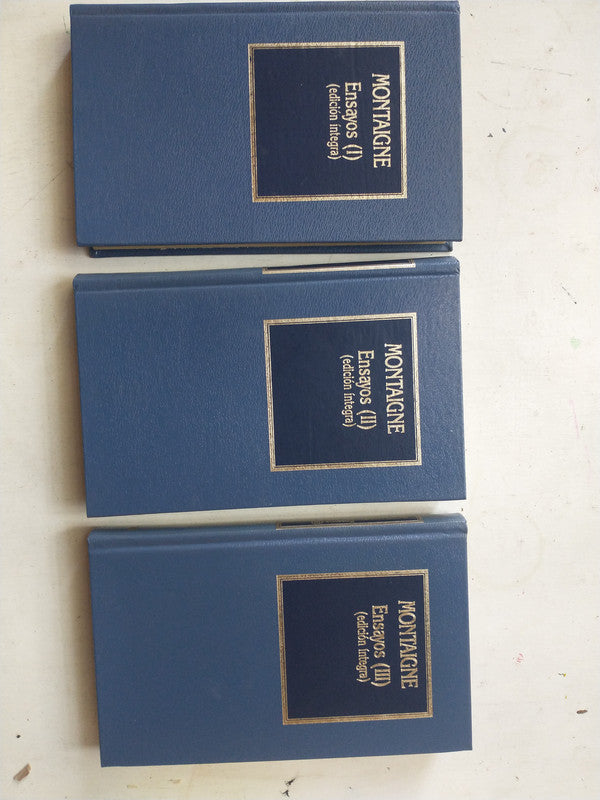 MONTAIGNE
Ensayos (I)
(edición íntegra)
MONTAIGNE
Ensayos (II)
(edición íntegra)
MONTAIGNE
Ensayos (III)
(edición íntegra)